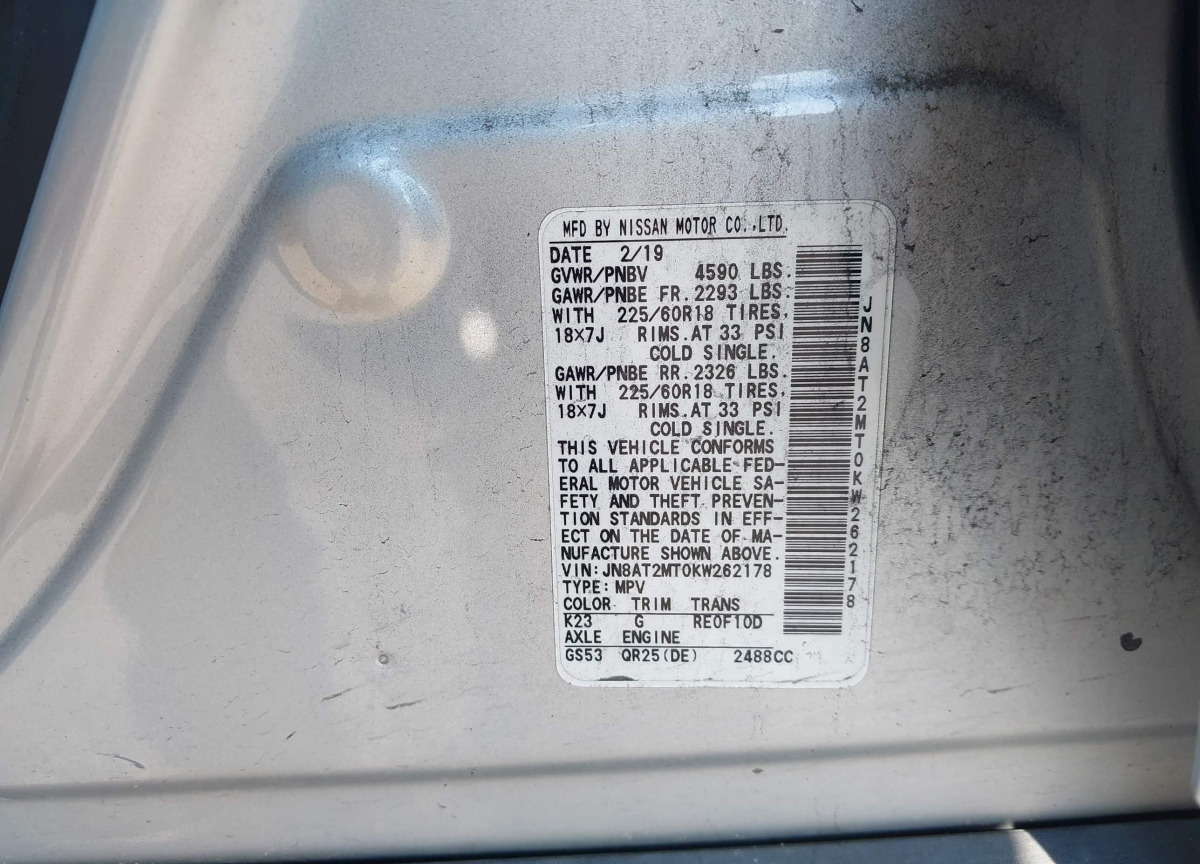 MFD BY NISSAN MOTOR CO.,LTD.
DATE 2/19
GVWR/PNBV 4590 LBS.
GAWR/PNBE FR. 2293 LBS.
WITH 225/60R18 TIRES,
18×7J RIMS. AT 33 PSI
COLD SINGLE.
GAWR/PNBE RR. 2326 LBS.
WITH 225/60R18 TIRES,
18×7J RIMS. AT 33 PSI
COLD SINGLE.
THIS VEHICLE CONFORMS
TO ALL APPLICABLE FED-
ERAL MOTOR VEHICLE SA-
FETY AND THEFT PREVEN-
TION STANDARDS IN EFF-
ECT ON THE DATE OF MA-
NUFACTURE SHOWN ABOVE.
VIN: JN8AT2MT0KW262178
TYPE: MPV
COLOR TRIM TRANS
K23 G RE0F10D
AXLE ENGINE
GS53 QR25(DE) 2488CC
JN8AT2MT0KW262178